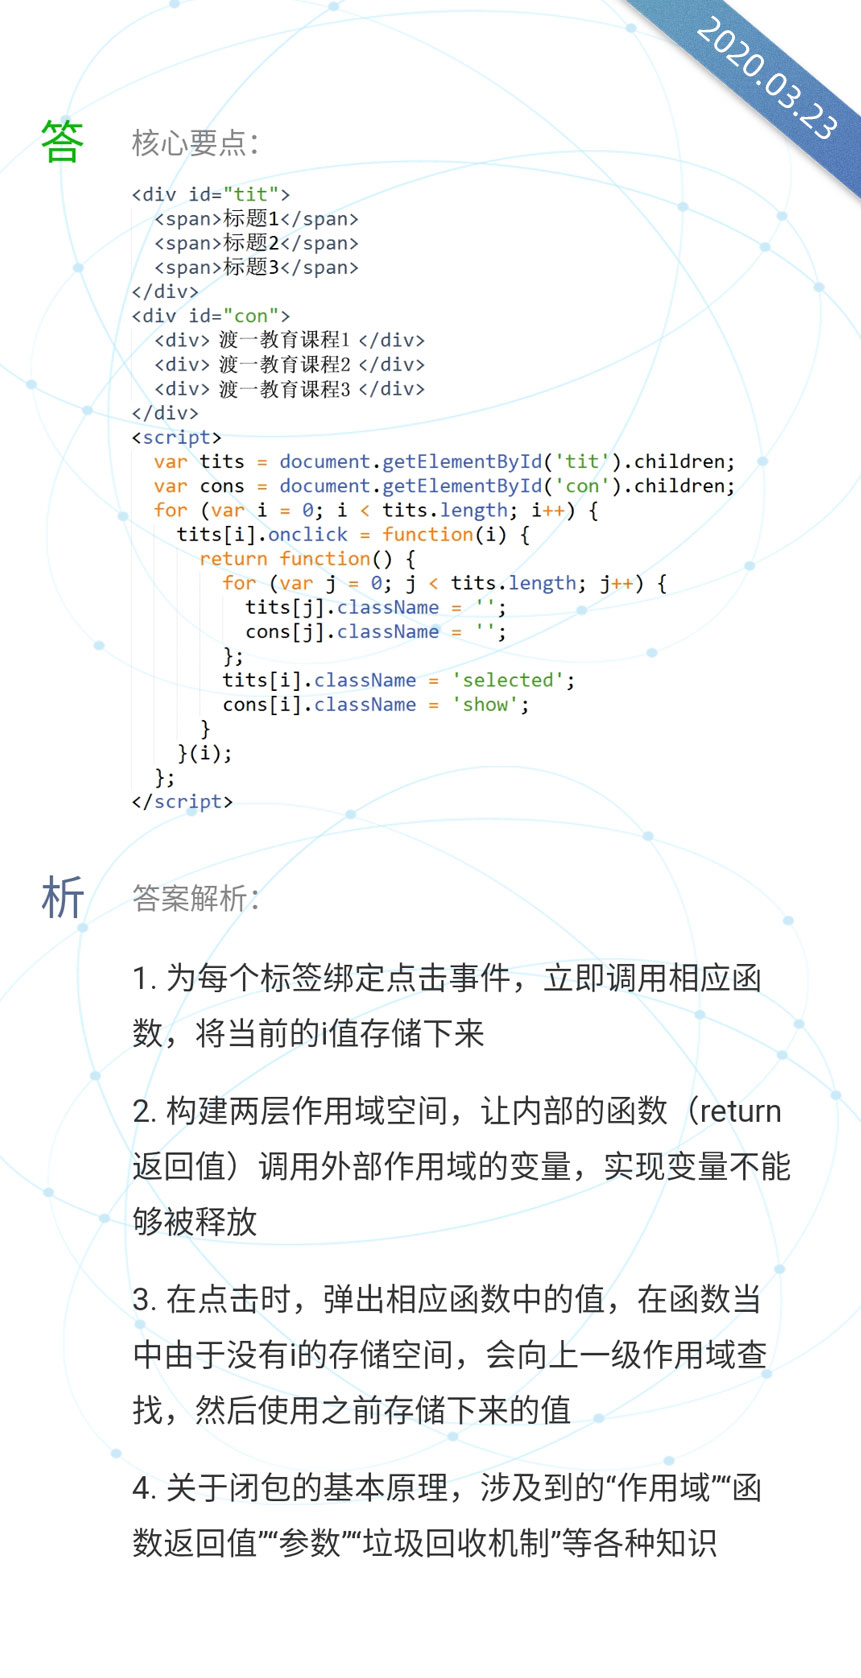 2020.03.23
答 核心要点：
<div id="tit">
  <span>标题1</span>
  <span>标题2</span>
  <span>标题3</span>
</div>
<div id="con">
  <div> 渡一教育课程1 </div>
  <div> 渡一教育课程2 </div>
  <div> 渡一教育课程3 </div>
</div>
<script>
  var tits = document.getElementById('tit').children;
  var cons = document.getElementById('con').children;
  for (var i = 0; i < tits.length; i++) {
    tits[i].onclick = function(i) {
      return function() {
        for (var j = 0; j < tits.length; j++) {
          tits[j].className = '';
          cons[j].className = '';
        };
        tits[i].className = 'selected';
        cons[i].className = 'show';
      }
    }(i);
  };
</script>
析 答案解析：
1. 为每个标签绑定点击事件，立即调用相应函
数，将当前的i值存储下来
2. 构建两层作用域空间，让内部的函数（return
返回值）调用外部作用域的变量，实现变量不能
够被释放
3. 在点击时，弹出相应函数中的值，在函数当
中由于没有i的存储空间，会向上一级作用域查
找，然后使用之前存储下来的值
4. 关于闭包的基本原理，涉及到的“作用域”“函
数返回值”“参数”“垃圾回收机制”等各种知识